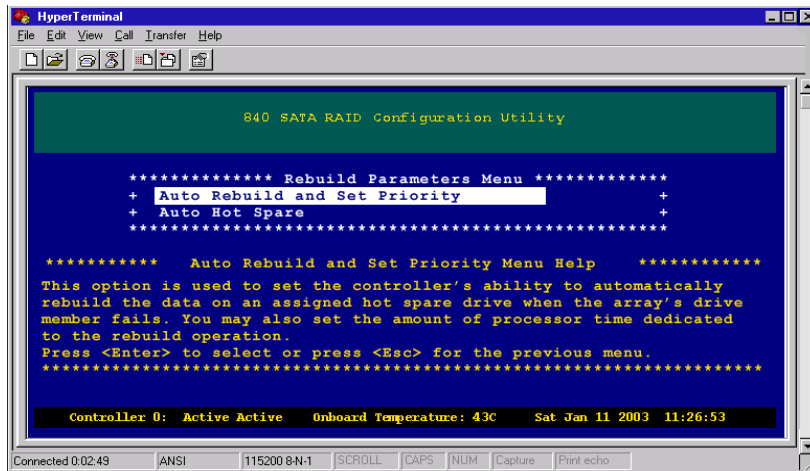 HyperTerminal
File Edit View Call Transfer Help
840 SATA RAID Configuration Utility
************** Rebuild Parameters Menu *************
+ Auto Rebuild and Set Priority +
+ Auto Hot Spare +
******************************************************
*********** Auto Rebuild and Set Priority Menu Help ************
This option is used to set the controller's ability to automatically
rebuild the data on an assigned hot spare drive when the array's drive
member fails. You may also set the amount of processor time dedicated
to the rebuild operation.
Press <Enter> to select or press <Esc> for the previous menu.
************************************************************************
Controller 0: Active Active Onboard Temperature: 43C Sat Jan 11 2003 11:26:53
Connected 0:02:49 ANSI 115200 8-N-1 SCROLL CAPS NUM Capture Print echo